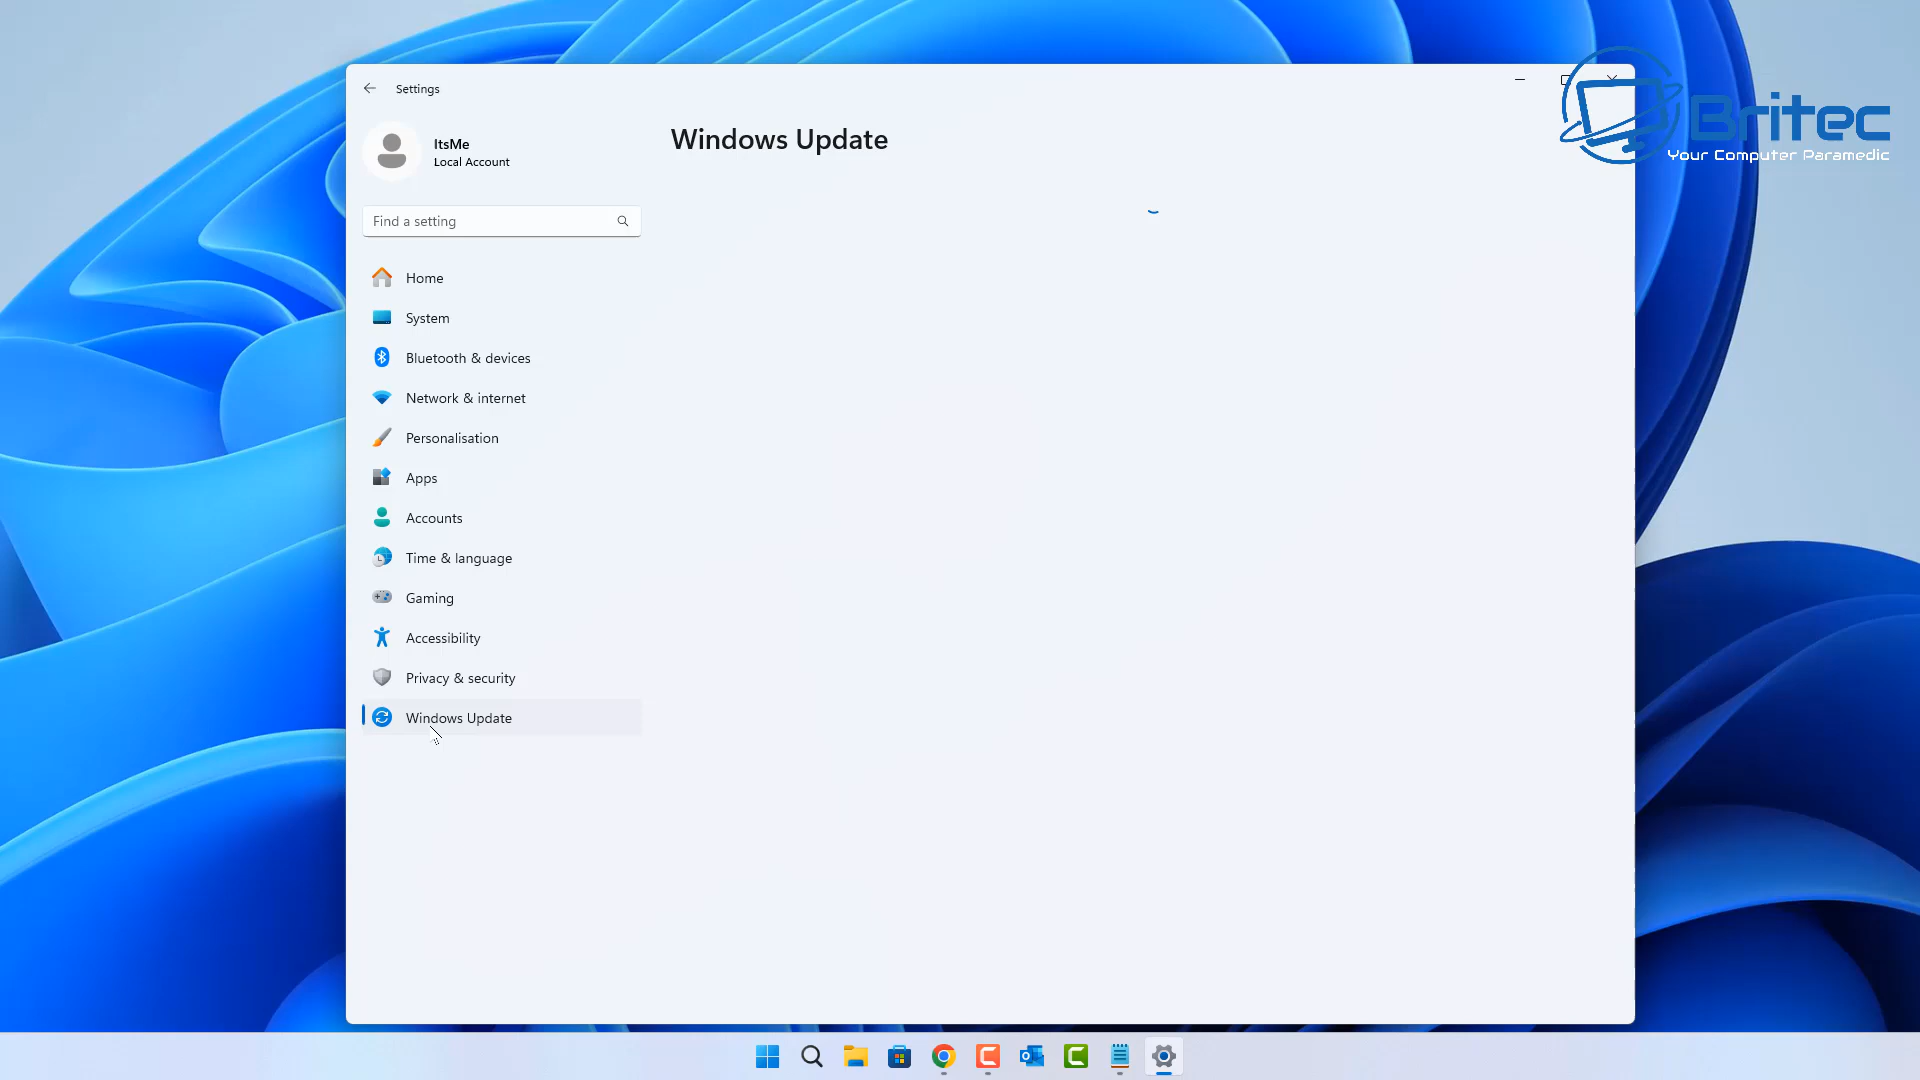 Settings
ItsMe
Local Account
Find a setting
Home
System
Bluetooth & devices
Network & internet
Personalisation
Apps
Accounts
Time & language
Gaming
Accessibility
Privacy & security
Windows Update
Windows Update
Britec
Your Computer Paramedic